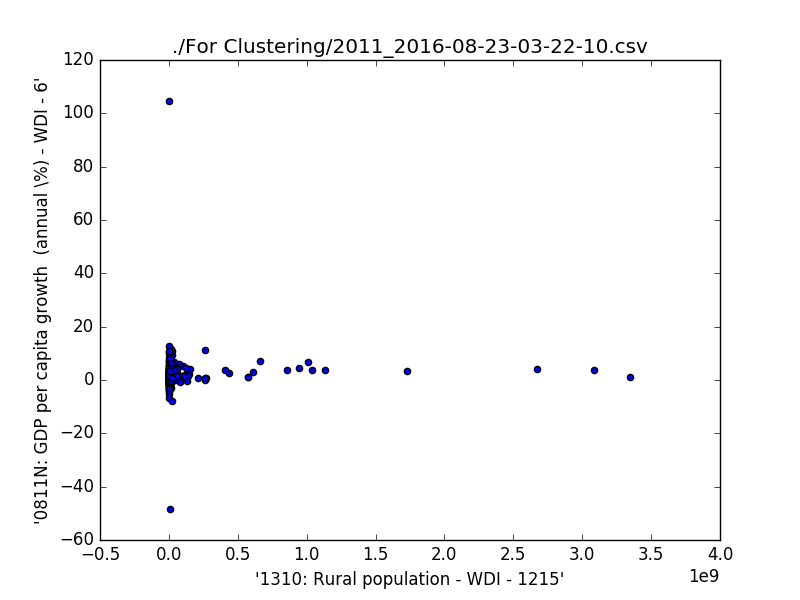 ./For Clustering/2011_2016-08-23-03-22-10.csv
120
100
80
60
40
20
0
−20
−40
−60
'0811N: GDP per capita growth  (annual \%) - WDI - 6'
−0.5 0.0 0.5 1.0 1.5 2.0 2.5 3.0 3.5 4.0
1e9
'1310: Rural population - WDI - 1215'